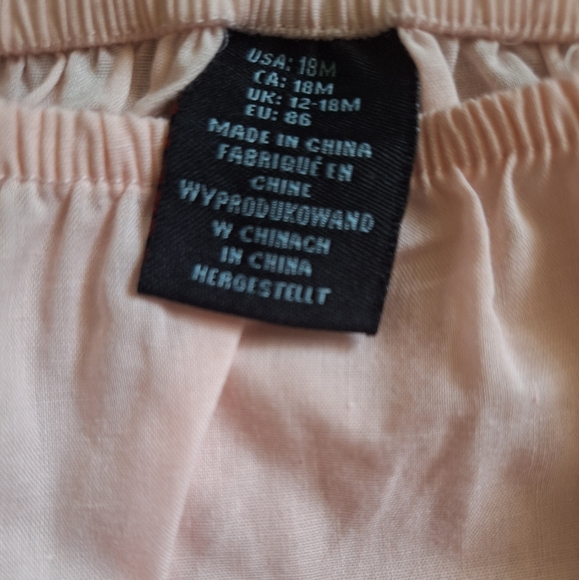 USA: 18M
CA: 18M
UK: 12-18M
EU: 86
MADE IN CHINA
FABRIQUÉ EN
CHINE
WYPRODUKOWANO
W CHINACH
IN CHINA
HERGESTELLT